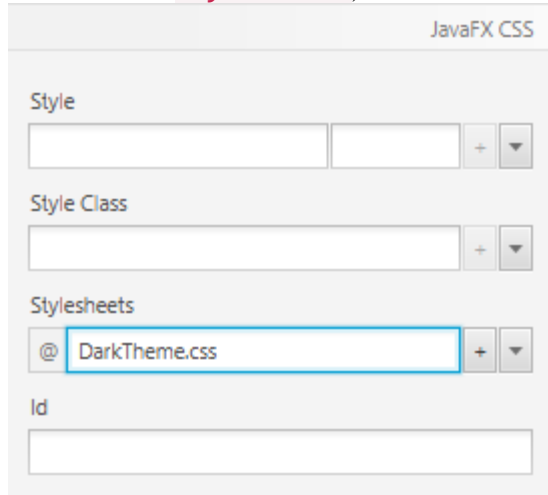 JavaFX CSS
Style
+
Style Class
+
Stylesheets
@ DarkTheme.css +
Id